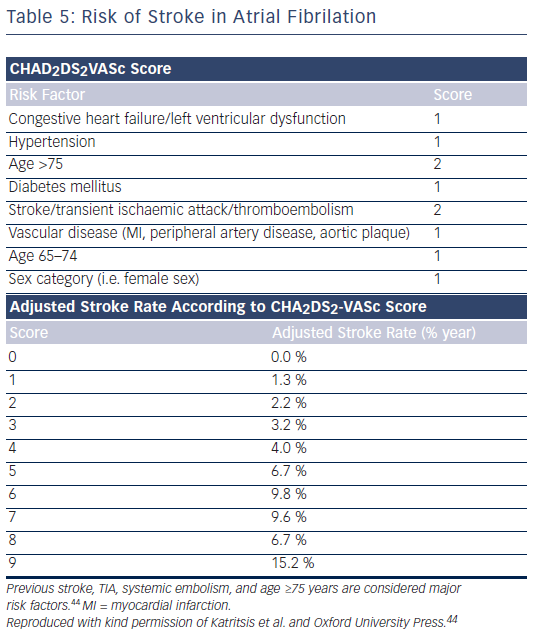 Table 5: Risk of Stroke in Atrial Fibrilation
CHAD2DS2VASc Score
Risk Factor Score
Congestive heart failure/left ventricular dysfunction 1
Hypertension 1
Age >75 2
Diabetes mellitus 1
Stroke/transient ischaemic attack/thromboembolism 2
Vascular disease (MI, peripheral artery disease, aortic plaque) 1
Age 65–74 1
Sex category (i.e. female sex) 1
Adjusted Stroke Rate According to CHA2DS2-VASc Score
Score Adjusted Stroke Rate (% year)
0 0.0 %
1 1.3 %
2 2.2 %
3 3.2 %
4 4.0 %
5 6.7 %
6 9.8 %
7 9.6 %
8 6.7 %
9 15.2 %
Previous stroke, TIA, systemic embolism, and age ≥75 years are considered major
risk factors.44 MI = myocardial infarction.
Reproduced with kind permission of Katritsis et al. and Oxford University Press.44